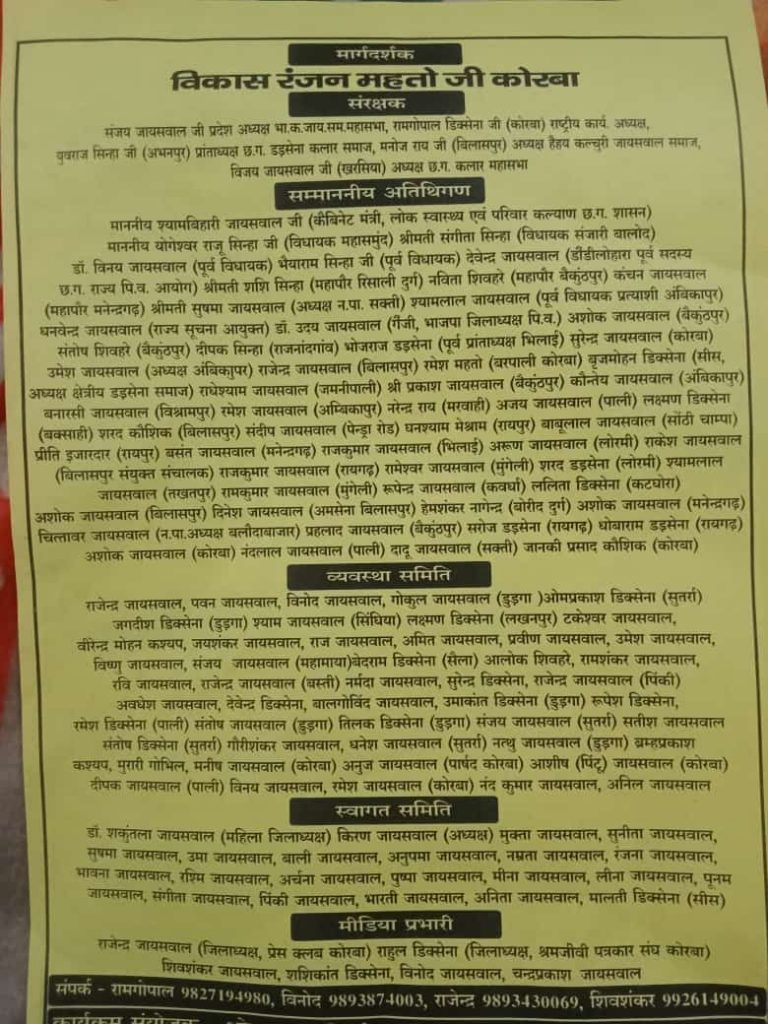 मार्गदर्शक
विकास रंजन महतो जी कोरबा
संरक्षक
संजय जायसवाल जी प्रदेश अध्यक्ष भा.क.जाय.सम.महासभा, रामगोपाल डिक्सेना जी (कोरबा) राष्ट्रीय कार्य. अध्यक्ष,
युवराज सिन्हा जी (अभनपुर) प्रांताध्यक्ष छ.ग. डड़सेना कलार समाज, मनोज राय जी (बिलासपुर) अध्यक्ष हैहय कल्चुरी जायसवाल समाज,
विजय जायसवाल जी (खरसिया) अध्यक्ष छ.ग. कलार महासभा
सम्माननीय अतिथिगण
माननीय श्यामबिहारी जायसवाल जी (कैबिनेट मंत्री, लोक स्वास्थ्य एवं परिवार कल्याण छ.ग. शासन)
माननीय योगेश्वर राजू सिन्हा जी (विधायक महासमुंद) श्रीमती संगीता सिन्हा (विधायक संजारी बालोद)
डॉ. विनय जायसवाल (पूर्व विधायक) भैयाराम सिन्हा जी (पूर्व विधायक) देवेन्द्र जायसवाल (डौंडीलोहारा पूर्व सदस्य
छ.ग. राज्य पि.व. आयोग) श्रीमती शशि सिन्हा (महापौर रिसाली दुर्ग) नविता शिवहरे (महापौर बैकुंठपुर) कंचन जायसवाल
(महापौर मनेन्द्रगढ़) श्रीमती सुषमा जायसवाल (अध्यक्ष न.पा. सक्ती) श्यामलाल जायसवाल (पूर्व विधायक प्रत्याशी अंबिकापुर)
धनवेन्द्र जायसवाल (राज्य सूचना आयुक्त) डॉ. उदय जायसवाल (गैंजी, भाजपा जिलाध्यक्ष पि.व.) अशोक जायसवाल (बैकुंठपुर)
संतोष शिवहरे (बैकुंठपुर) दीपक सिन्हा (राजनांदगांव) भोजराज डड़सेना (पूर्व प्रांताध्यक्ष भिलाई) सुरेन्द्र जायसवाल (कोरबा)
उमेश जायसवाल (अध्यक्ष अंबिकापुर) राजेन्द्र जायसवाल (बिलासपुर) रमेश महतो (बरपाली कोरबा) बृजमोहन डिक्सेना (सीस,
अध्यक्ष क्षेत्रीय डड़सेना समाज) राधेश्याम जायसवाल (जमनीपाली) श्री प्रकाश जायसवाल (बैकुंठपुर) कौन्तेय जायसवाल (अंबिकापुर)
बनारसी जायसवाल (विश्रामपुर) रमेश जायसवाल (अम्बिकापुर) नरेन्द्र राय (मरवाही) अजय जायसवाल (पाली) लक्ष्मण डिक्सेना
(बक्साही) शरद कौशिक (बिलासपुर) संदीप जायसवाल (पेन्ड्रा रोड) घनश्याम मेश्राम (रायपुर) बाबूलाल जायसवाल (सोंठी चाम्पा)
प्रीति इजारदार (रायपुर) बसंत जायसवाल (मनेन्द्रगढ़) राजकुमार जायसवाल (भिलाई) अरूण जायसवाल (लोरमी) राकेश जायसवाल
(बिलासपुर संयुक्त संचालक) राजकुमार जायसवाल (रायगढ़) रामेश्वर जायसवाल (मुंगेली) शरद डड़सेना (लोरमी) श्यामलाल
जायसवाल (तखतपुर) रामकुमार जायसवाल (मुंगेली) रूपेन्द्र जायसवाल (कवर्धा) ललिता डिक्सेना (कटघोरा)
अशोक जायसवाल (बिलासपुर) दिनेश जायसवाल (अमसेना बिलासपुर) हेमशंकर नागेन्द्र (बोरीद दुर्ग) अशोक जायसवाल (मनेन्द्रगढ़)
चित्तावर जायसवाल (न.पा.अध्यक्ष बलौदाबाजार) प्रहलाद जायसवाल (बैकुंठपुर) सरोज डड़सेना (रायगढ़) धोबाराम डड़सेना (रायगढ़)
अशोक जायसवाल (कोरबा) नंदलाल जायसवाल (पाली) दादू जायसवाल (सक्ती) जानकी प्रसाद कौशिक (कोरबा)
व्यवस्था समिति
राजेन्द्र जायसवाल, पवन जायसवाल, विनोद जायसवाल, गोकुल जायसवाल (डुड़गा )ओमप्रकाश डिक्सेना (सुतर्रा)
जगदीश डिक्सेना (डुड़गा) श्याम जायसवाल (सिंघिया) लक्ष्मण डिक्सेना (लखनपुर) टकेश्वर जायसवाल,
वीरेन्द्र मोहन कश्यप, जयशंकर जायसवाल, राज जायसवाल, अमित जायसवाल, प्रवीण जायसवाल, उमेश जायसवाल,
विष्णु जायसवाल, संजय जायसवाल (महामाया)बेदराम डिक्सेना (सैला) आलोक शिवहरे, रामशंकर जायसवाल,
रवि जायसवाल, राजेन्द्र जायसवाल (बस्ती) नर्मदा जायसवाल, सुरेन्द्र डिक्सेना, राजेन्द्र जायसवाल (पिंकी)
अवधेश जायसवाल, देवेन्द्र डिक्सेना, बालगोविंद जायसवाल, उमाकांत डिक्सेना (डुड़गा) रूपेश डिक्सेना,
रमेश डिक्सेना (पाली) संतोष जायसवाल (डुड़गा) तिलक डिक्सेना (डुड़गा) संजय जायसवाल (सुतर्रा) सतीश जायसवाल
संतोष डिक्सेना (सुतर्रा) गौरीशंकर जायसवाल, धनेश जायसवाल (सुतर्रा) नत्थु जायसवाल (डुड़गा) ब्रम्हप्रकाश
कश्यप, मुरारी गोभिल, मनीष जायसवाल (कोरबा) अनुज जायसवाल (पार्षद कोरबा) आशीष (पिंटू) जायसवाल (कोरबा)
दीपक जायसवाल (पाली) विनय जायसवाल, रमेश जायसवाल (कोरबा) नंद कुमार जायसवाल, अनिल जायसवाल
स्वागत समिति
डॉ. शकुंतला जायसवाल (महिला जिलाध्यक्ष) किरण जायसवाल (अध्यक्ष) मुक्ता जायसवाल, सुनीता जायसवाल,
सुषमा जायसवाल, उमा जायसवाल, बाली जायसवाल, अनुपमा जायसवाल, नम्रता जायसवाल, रंजना जायसवाल,
भावना जायसवाल, रश्मि जायसवाल, अर्चना जायसवाल, पुष्पा जायसवाल, मीना जायसवाल, लीना जायसवाल, पूनम
जायसवाल, संगीता जायसवाल, पिंकी जायसवाल, भारती जायसवाल, अनिता जायसवाल, मालती डिक्सेना (सीस)
मीडिया प्रभारी
राजेन्द्र जायसवाल (जिलाध्यक्ष, प्रेस क्लब कोरबा) राहुल डिक्सेना (जिलाध्यक्ष, श्रमजीवी पत्रकार संघ कोरबा)
शिवशंकर जायसवाल, शशिकांत डिक्सेना, विनोद जायसवाल, चन्द्रप्रकाश जायसवाल
संपर्क - रामगोपाल 9827194980, विनोद 9893874003, राजेन्द्र 9893430069, शिवशंकर 9926149004
कार्यक्रम संयोजक